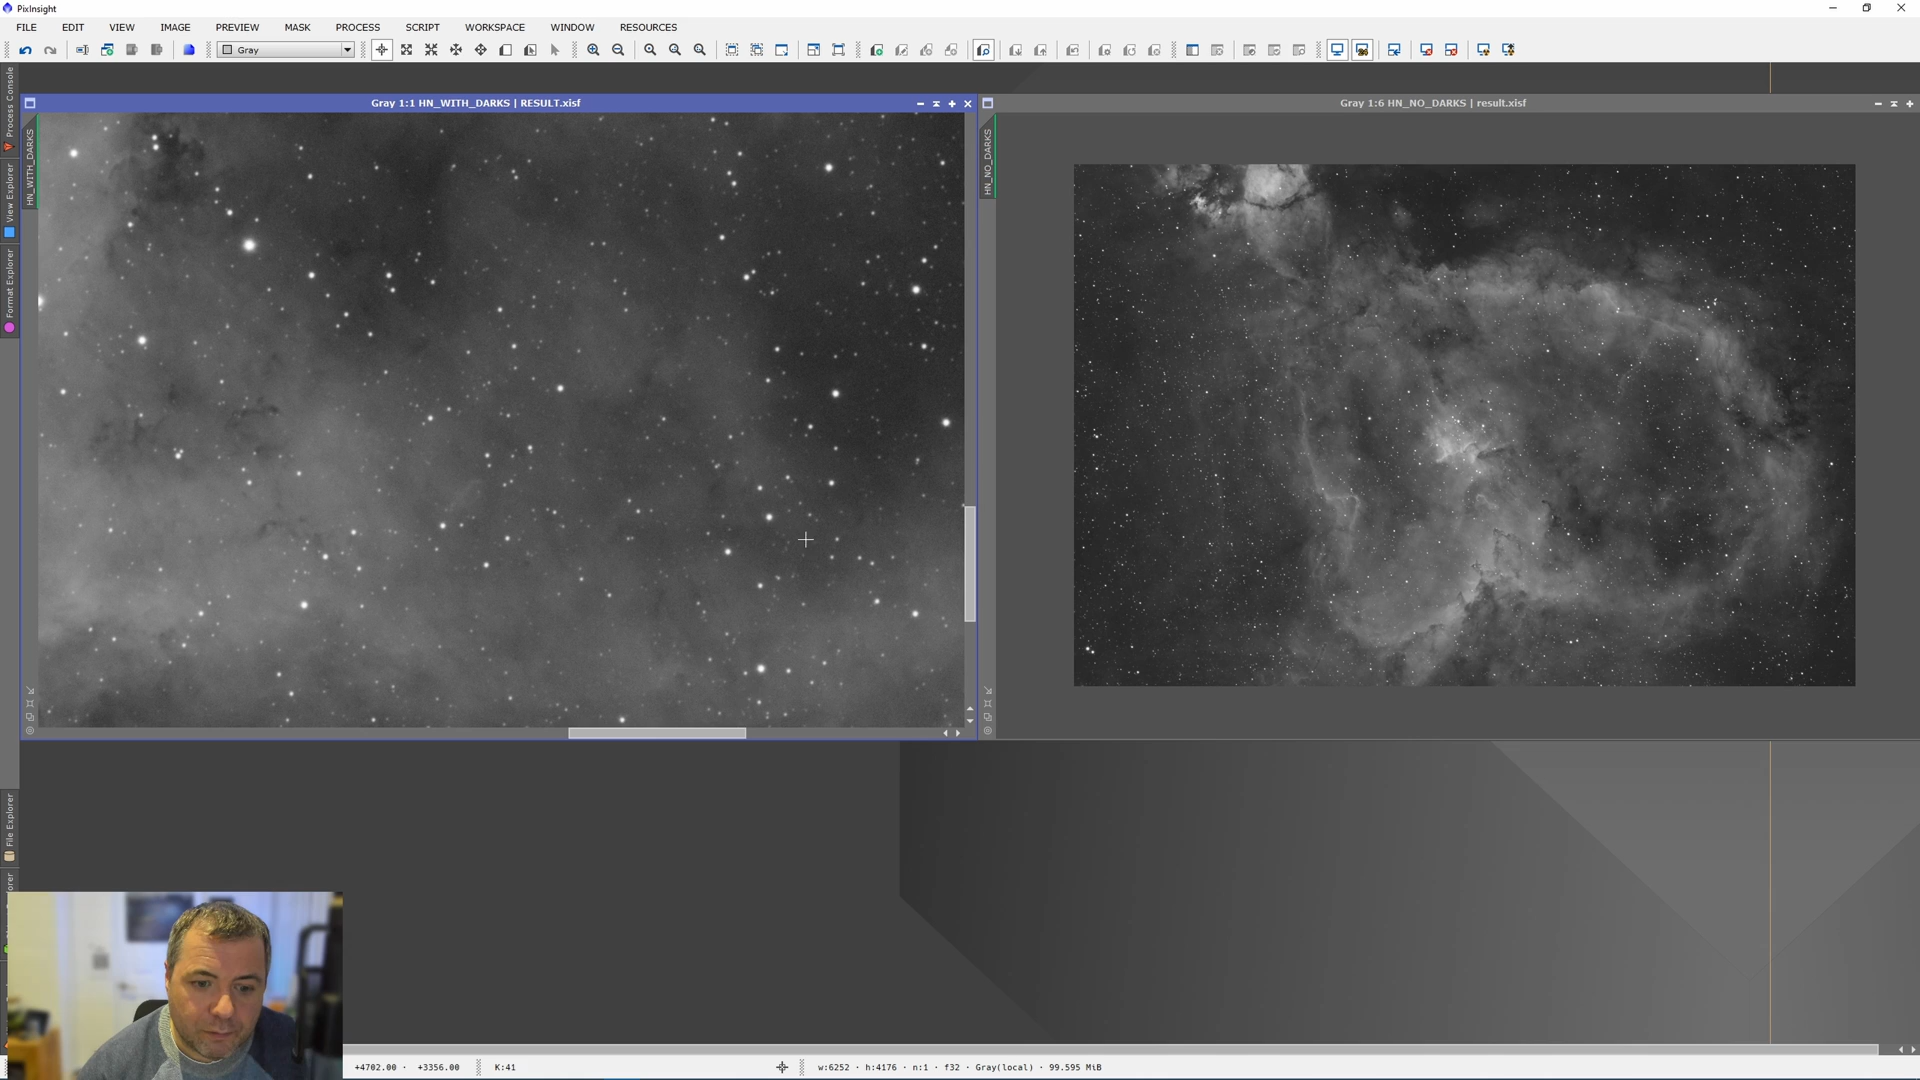 PixInsight
FILE EDIT VIEW IMAGE PREVIEW MASK PROCESS SCRIPT WORKSPACE WINDOW RESOURCES
Gray
Gray 1:1 HN_WITH_DARKS | RESULT.xisf
Gray 1:6 HN_NO_DARKS | result.xisf
Process Console
View Explorer
Format Explorer
File Explorer
HN_WITH_DARKS
HN_NO_DARKS
+4702.00 · +3356.00
K:41
w:6252 · h:4176 · n:1 · f32 · Gray(local) · 99.595 MiB